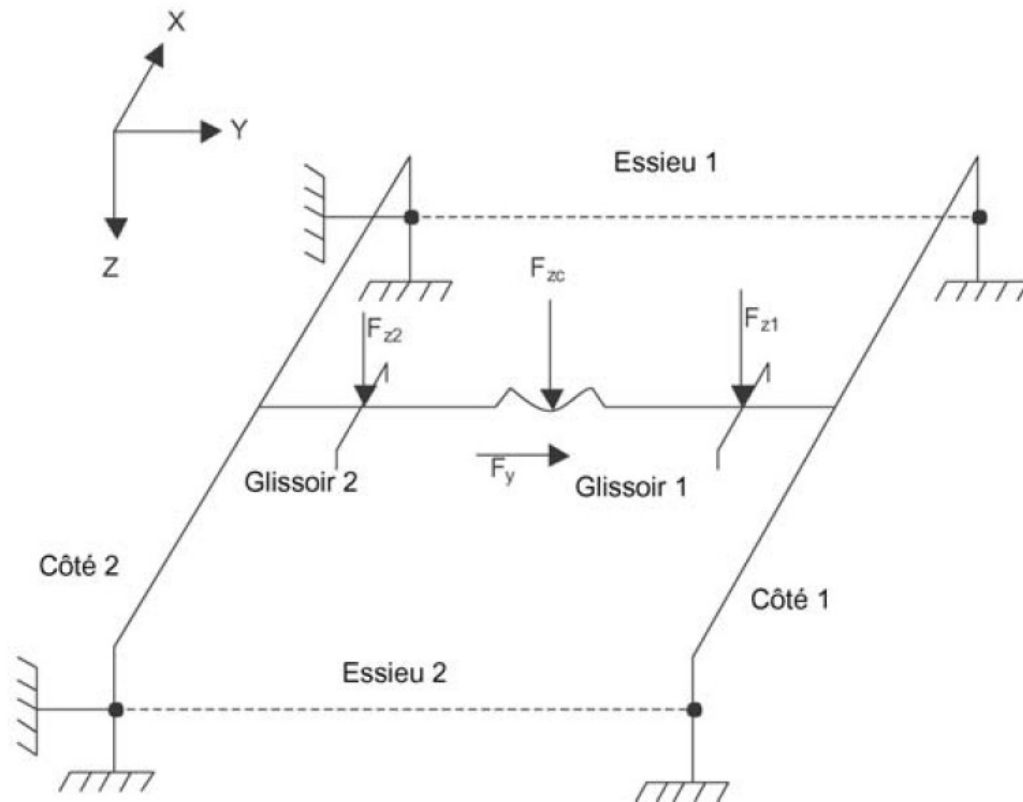 X
Y
Z
Essieu 1
F_zc
F_z2
F_z1
F_y
Glissoir 2
Glissoir 1
Côté 2
Côté 1
Essieu 2